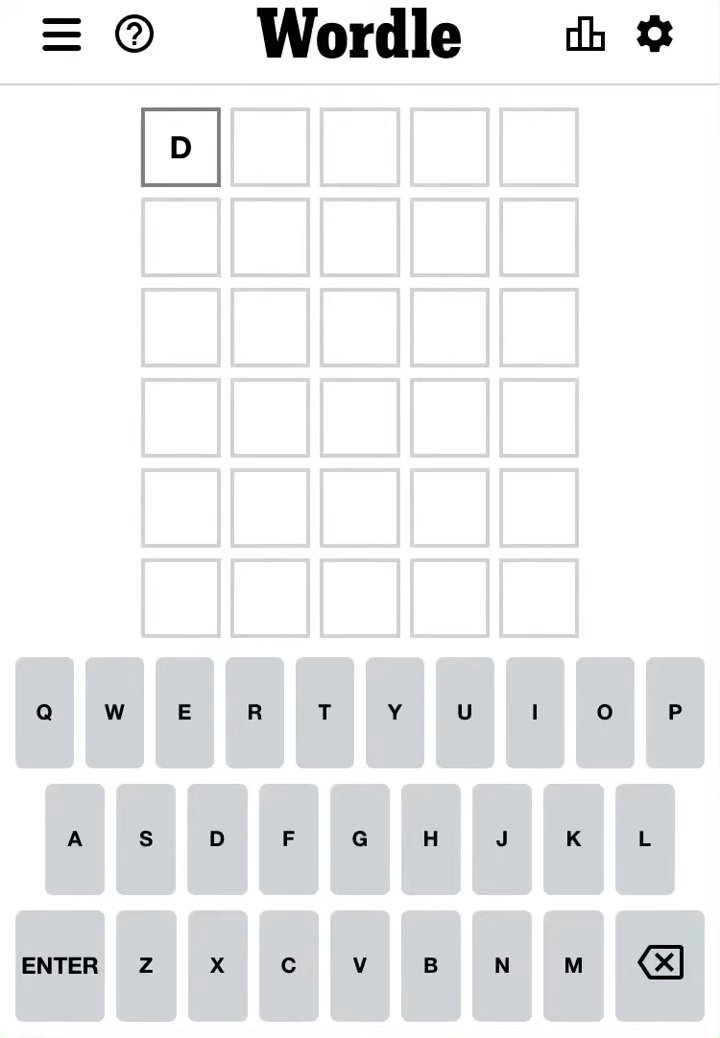 Wordle
D
Q W E R T Y U I O P
A S D F G H J K L
ENTER Z X C V B N M